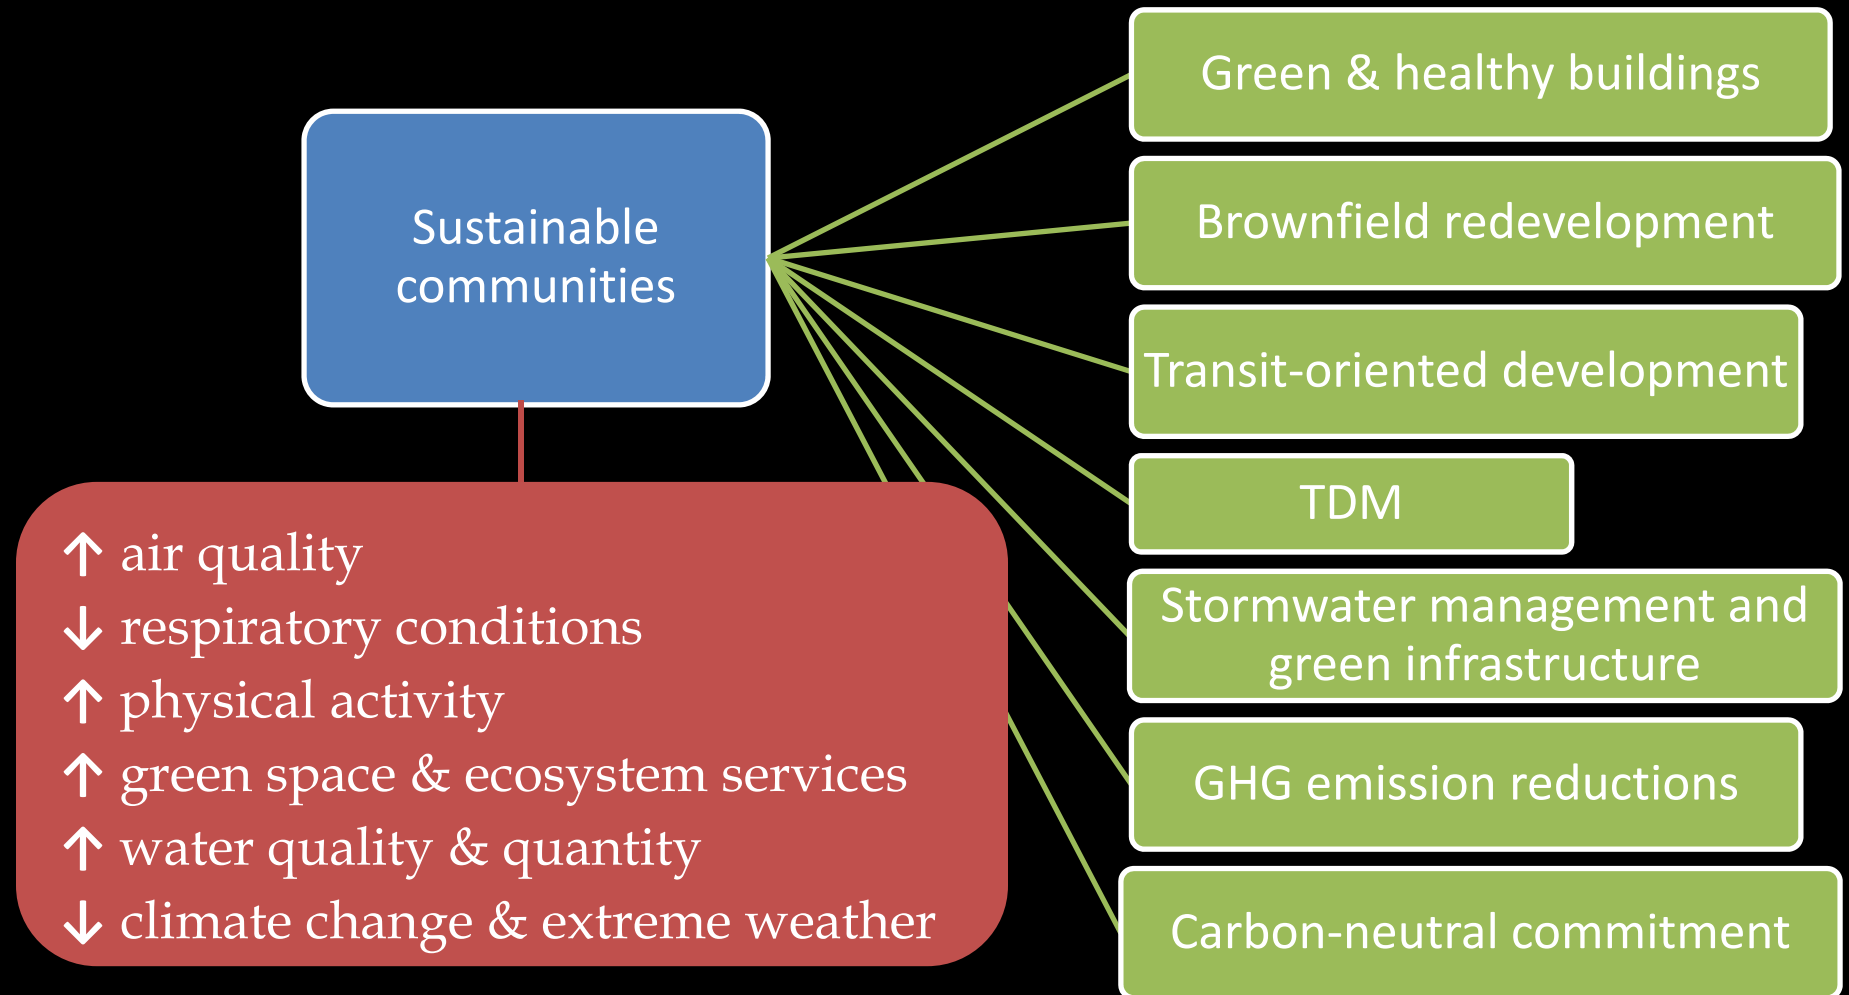 Sustainable
communities
Green & healthy buildings
Brownfield redevelopment
Transit-oriented development
TDM
Stormwater management and
green infrastructure
GHG emission reductions
Carbon-neutral commitment
↑ air quality
↓ respiratory conditions
↑ physical activity
↑ green space & ecosystem services
↑ water quality & quantity
↓ climate change & extreme weather